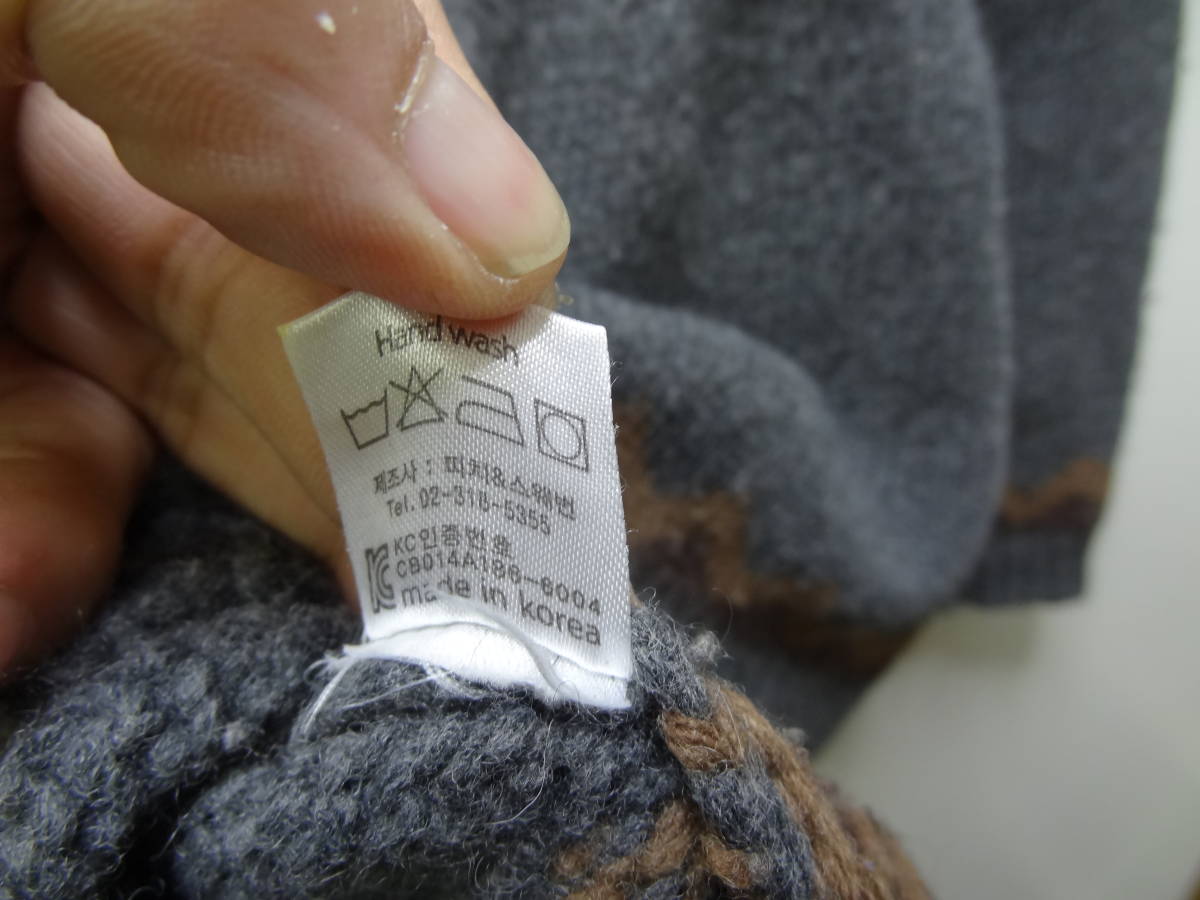 Hand wash
제조사 : 피치&스웨번
Tel. 02-318-5355
KC인증번호
CB014A186-6004
made in korea